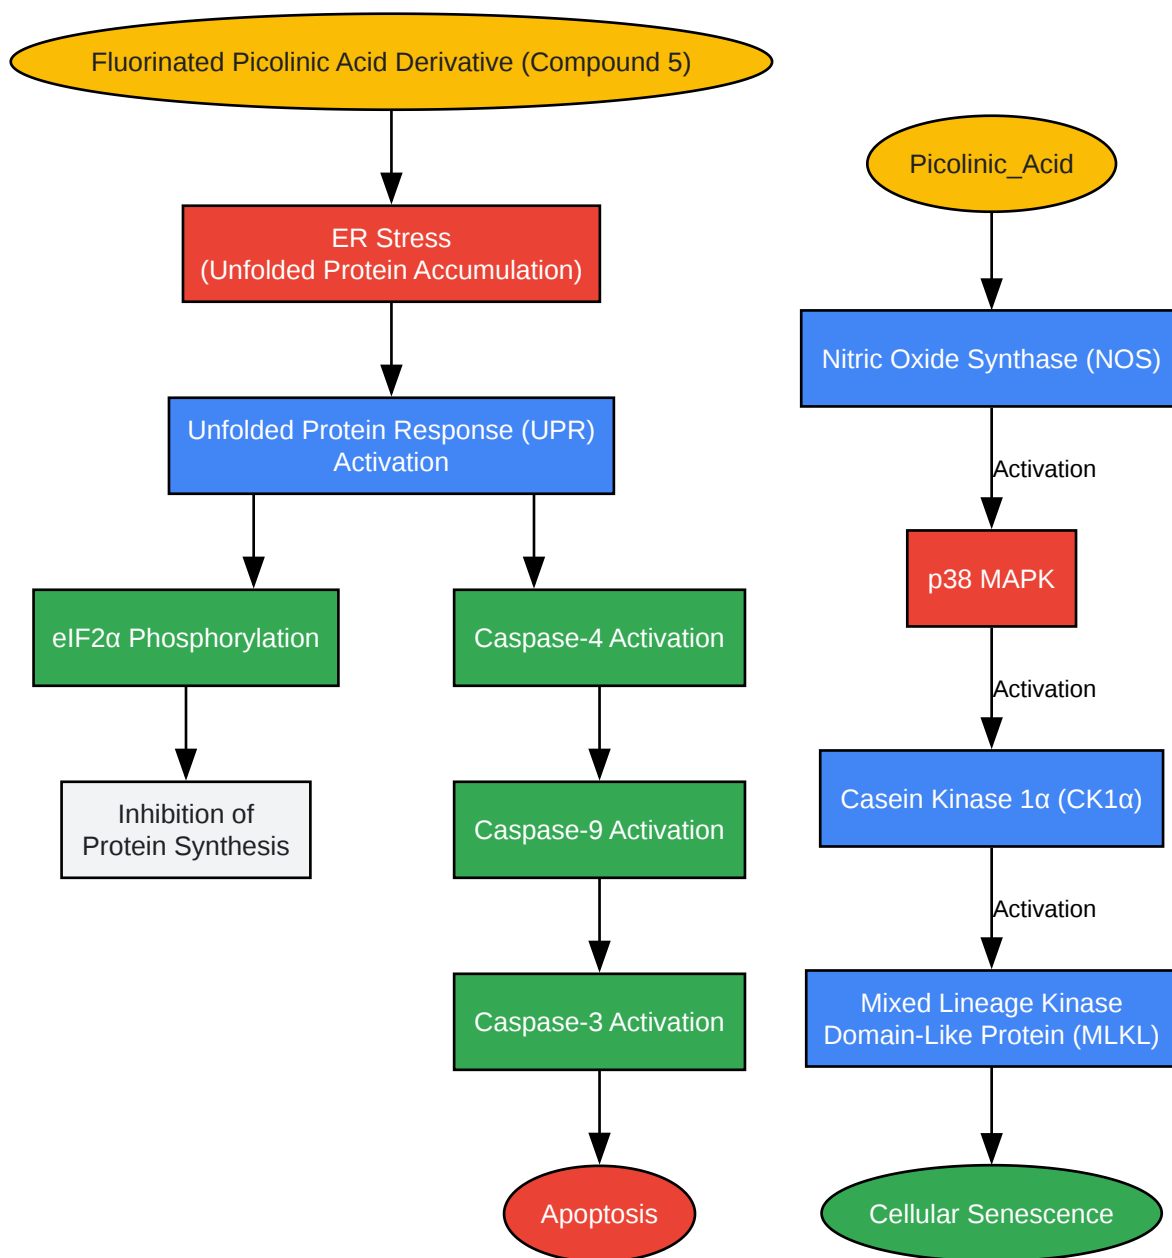 Fluorinated Picolinic Acid Derivative (Compound 5)
ER Stress
(Unfolded Protein Accumulation)
Unfolded Protein Response (UPR)
Activation
eIF2α Phosphorylation
Inhibition of
Protein Synthesis
Caspase-4 Activation
Caspase-9 Activation
Caspase-3 Activation
Apoptosis
Picolinic_Acid
Nitric Oxide Synthase (NOS)
Activation
p38 MAPK
Activation
Casein Kinase 1α (CK1α)
Activation
Mixed Lineage Kinase
Domain-Like Protein (MLKL)
Cellular Senescence